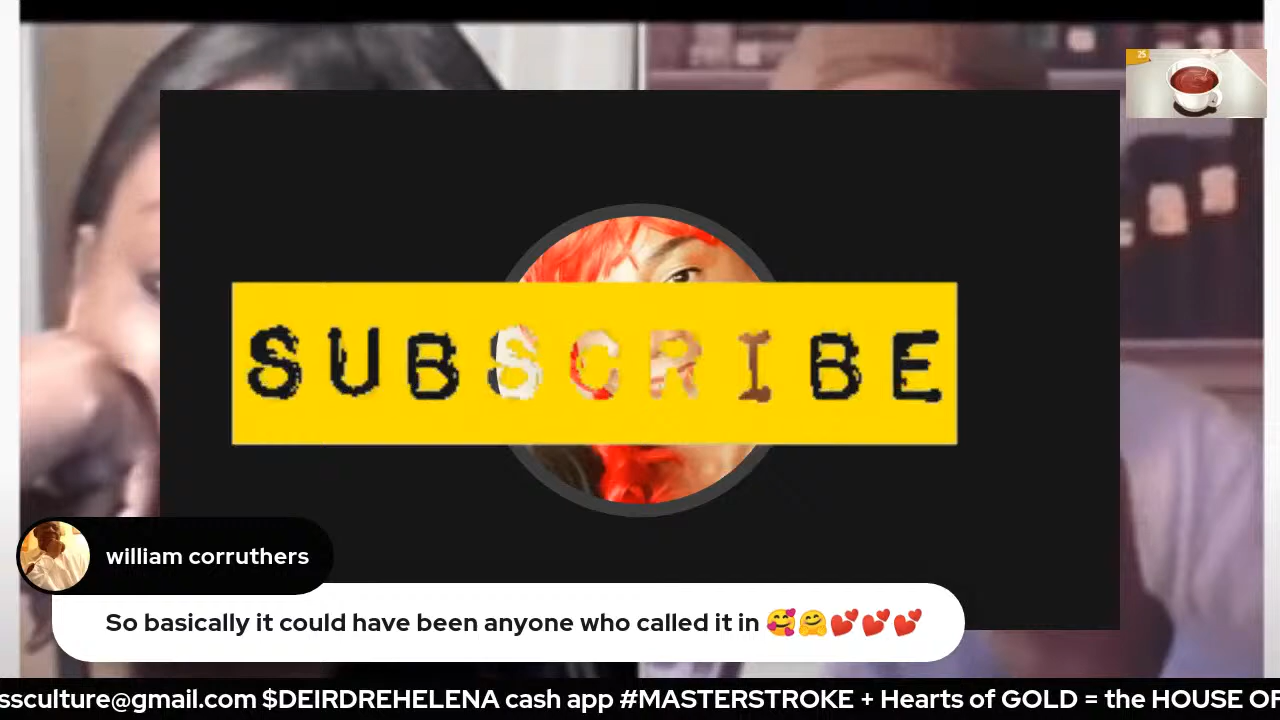 25
SUBSCRIBE
william corruthers
So basically it could have been anyone who called it in 🥰🤗💕💕💕
ssculture@gmail.com $DEIRDREHELENA cash app #MASTERSTROKE + Hearts of GOLD = the HOUSE OF